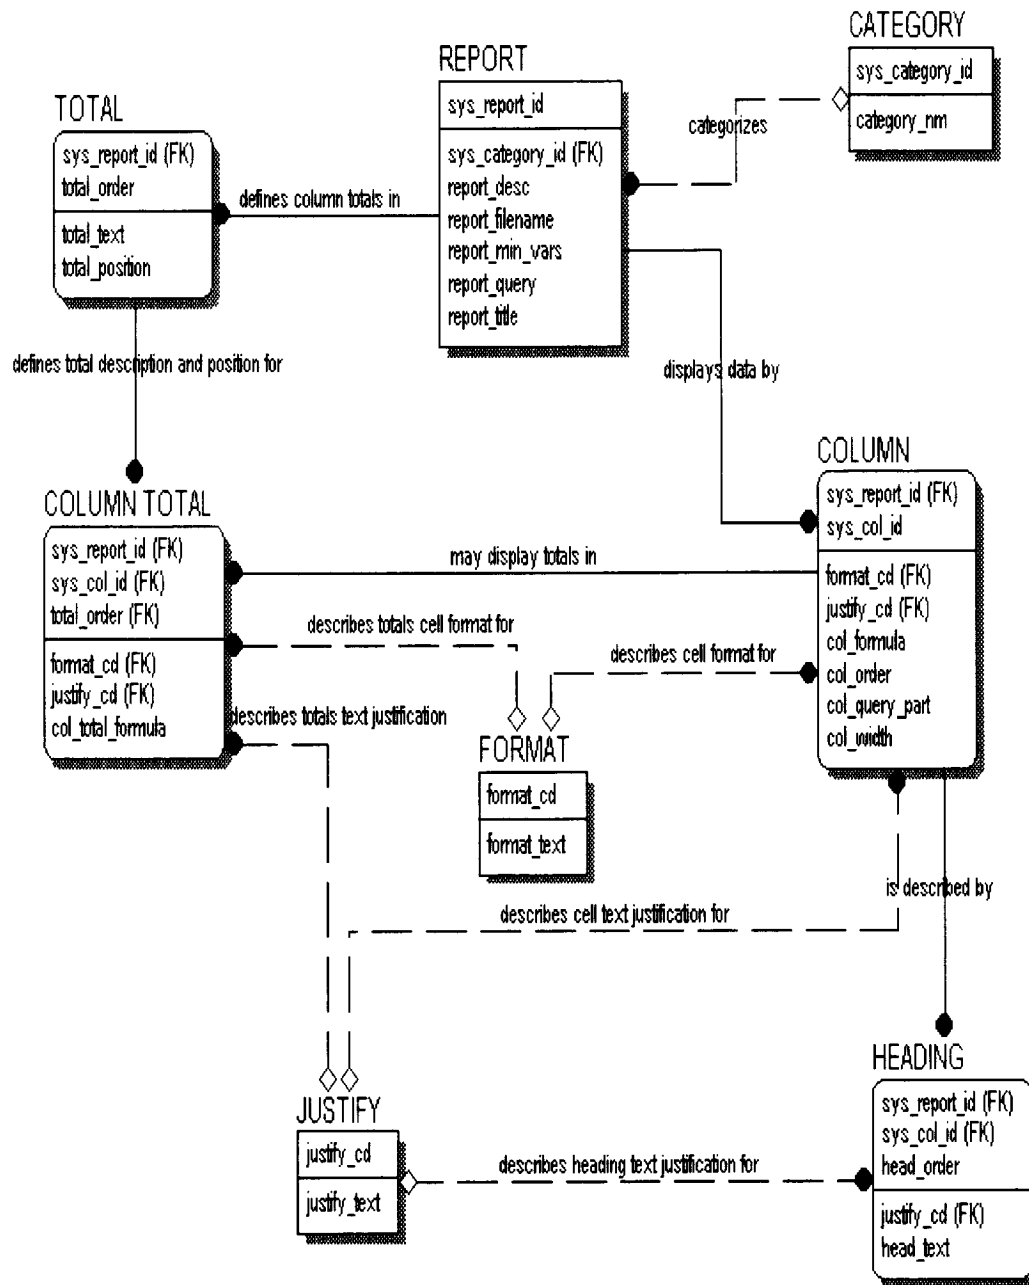 CATEGORY
sys_category_id
category_nm
REPORT
sys_report_id
sys_category_id (FK)
report_desc
report_filename
report_min_vars
report_query
report_title
categorizes
TOTAL
sys_report_id (FK)
total_order
total_text
total_position
defines column totals in
defines total description and position for
displays data by
COLUMN
sys_report_id (FK)
sys_col_id
format_cd (FK)
justify_cd (FK)
col_formula
col_order
col_query_part
col_width
COLUMN TOTAL
sys_report_id (FK)
sys_col_id (FK)
total_order (FK)
format_cd (FK)
justify_cd (FK)
col_total_formula
may display totals in
describes totals cell format for
describes cell format for
describes totals text justification
FORMAT
format_cd
format_text
is described by
describes cell text justification for
HEADING
sys_report_id (FK)
sys_col_id (FK)
head_order
justify_cd (FK)
head_text
JUSTIFY
justify_cd
justify_text
describes heading text justification for